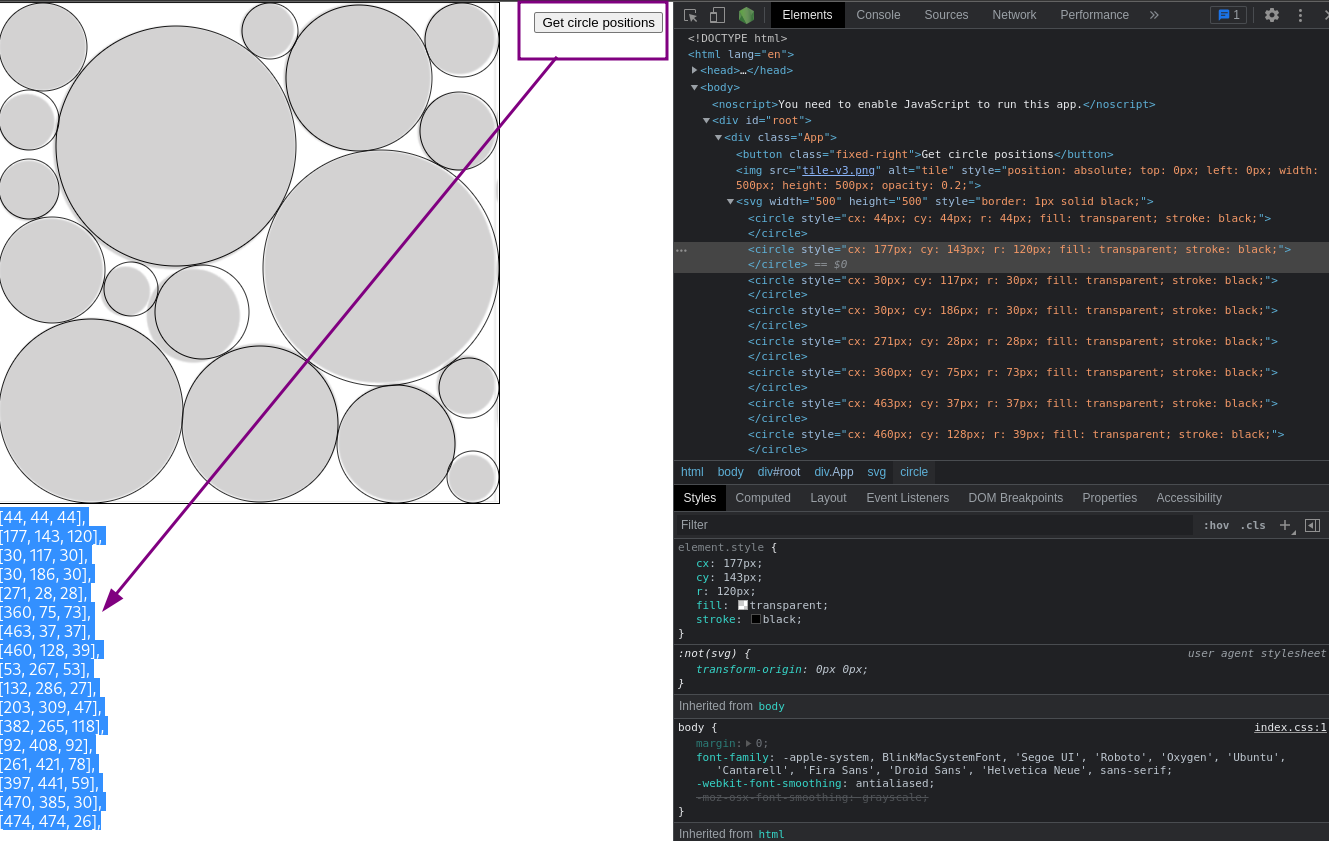 Get circle positions
[44, 44, 44],
[177, 143, 120],
[30, 117, 30],
[30, 186, 30],
[271, 28, 28],
[360, 75, 73],
[463, 37, 37],
[460, 128, 39],
[53, 267, 53],
[132, 286, 27],
[203, 309, 47],
[382, 265, 118],
[92, 408, 92],
[261, 421, 78],
[397, 441, 59],
[470, 385, 30],
[474, 474, 26],
Elements Console Sources Network Performance » 1
<!DOCTYPE html>
<html lang="en">
<head>…</head>
<body>
<noscript>You need to enable JavaScript to run this app.</noscript>
<div id="root">
<div class="App">
<button class="fixed-right">Get circle positions</button>
<img src="tile-v3.png" alt="tile" style="position: absolute; top: 0px; left: 0px; width:
500px; height: 500px; opacity: 0.2;">
<svg width="500" height="500" style="border: 1px solid black;">
<circle style="cx: 44px; cy: 44px; r: 44px; fill: transparent; stroke: black;">
</circle>
<circle style="cx: 177px; cy: 143px; r: 120px; fill: transparent; stroke: black;">
</circle> == $0
<circle style="cx: 30px; cy: 117px; r: 30px; fill: transparent; stroke: black;">
</circle>
<circle style="cx: 30px; cy: 186px; r: 30px; fill: transparent; stroke: black;">
</circle>
<circle style="cx: 271px; cy: 28px; r: 28px; fill: transparent; stroke: black;">
</circle>
<circle style="cx: 360px; cy: 75px; r: 73px; fill: transparent; stroke: black;">
</circle>
<circle style="cx: 463px; cy: 37px; r: 37px; fill: transparent; stroke: black;">
</circle>
<circle style="cx: 460px; cy: 128px; r: 39px; fill: transparent; stroke: black;">
</circle>
html body div#root div.App svg circle
Styles Computed Layout Event Listeners DOM Breakpoints Properties Accessibility
Filter :hov .cls
element.style {
cx: 177px;
cy: 143px;
r: 120px;
fill: transparent;
stroke: black;
}
:not(svg) { user agent stylesheet
transform-origin: 0px 0px;
}
Inherited from body
body { index.css:1
margin: 0;
font-family: -apple-system, BlinkMacSystemFont, 'Segoe UI', 'Roboto', 'Oxygen', 'Ubuntu',
'Cantarell', 'Fira Sans', 'Droid Sans', 'Helvetica Neue', sans-serif;
-webkit-font-smoothing: antialiased;
-moz-osx-font-smoothing: grayscale;
}
Inherited from html